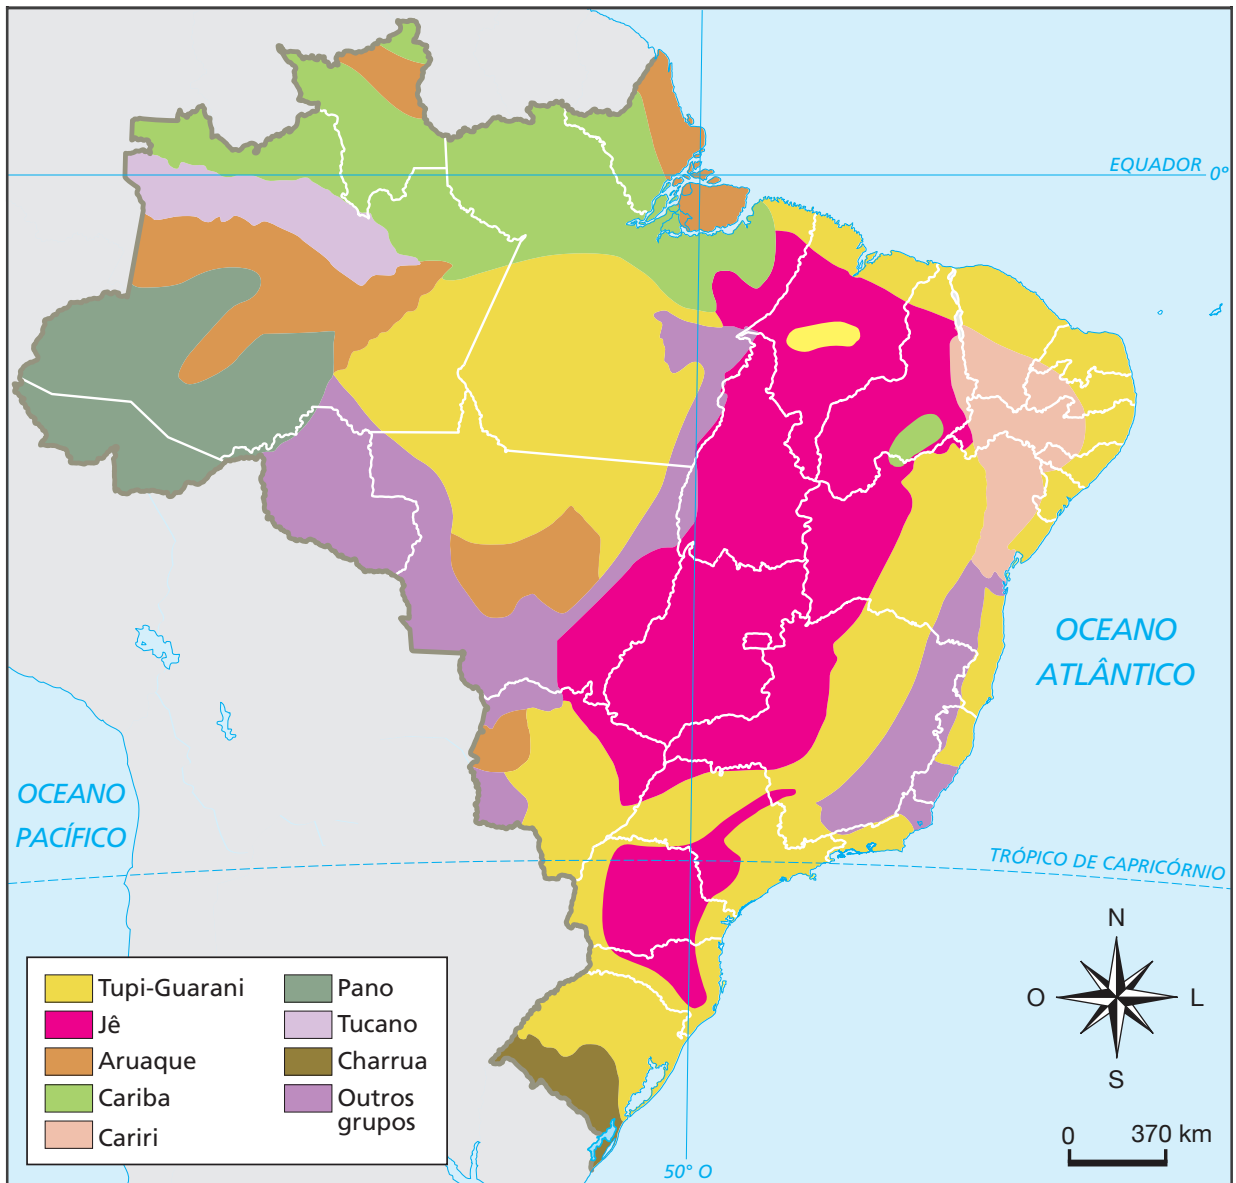 EQUADOR
0°
OCEANO
ATLÂNTICO
OCEANO
PACÍFICO
TRÓPICO DE CAPRICÓRNIO
N
O
L
S
Tupi-Guarani
Jê
Aruaque
Cariba
Cariri
Pano
Tucano
Charrua
Outros
grupos
0
370 km
50° O